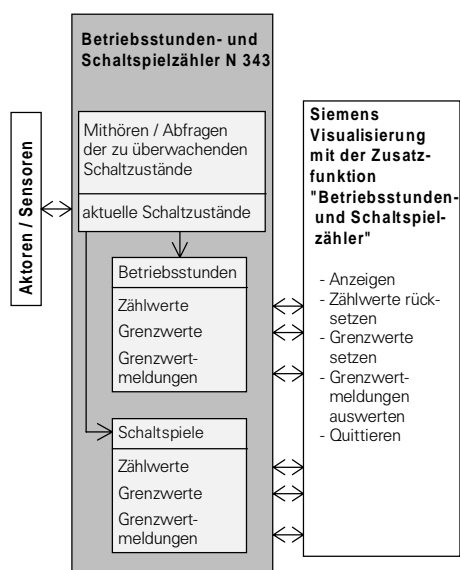 Betriebsstunden- und
Schaltspielzähler N 343
Aktoren / Sensoren
Mithören / Abfragen
der zu überwachenden
Schaltzustände
aktuelle Schaltzustände
Betriebsstunden
Zählwerte
Grenzwerte
Grenzwert-
meldungen
Schaltspiele
Zählwerte
Grenzwerte
Grenzwert-
meldungen
Siemens
Visualisierung
mit der Zusatz-
funktion
"Betriebsstunden-
und Schaltspiel-
zähler"
- Anzeigen
- Zählwerte rück-
setzen
- Grenzwerte
setzen
- Grenzwert-
meldungen
auswerten
- Quittieren